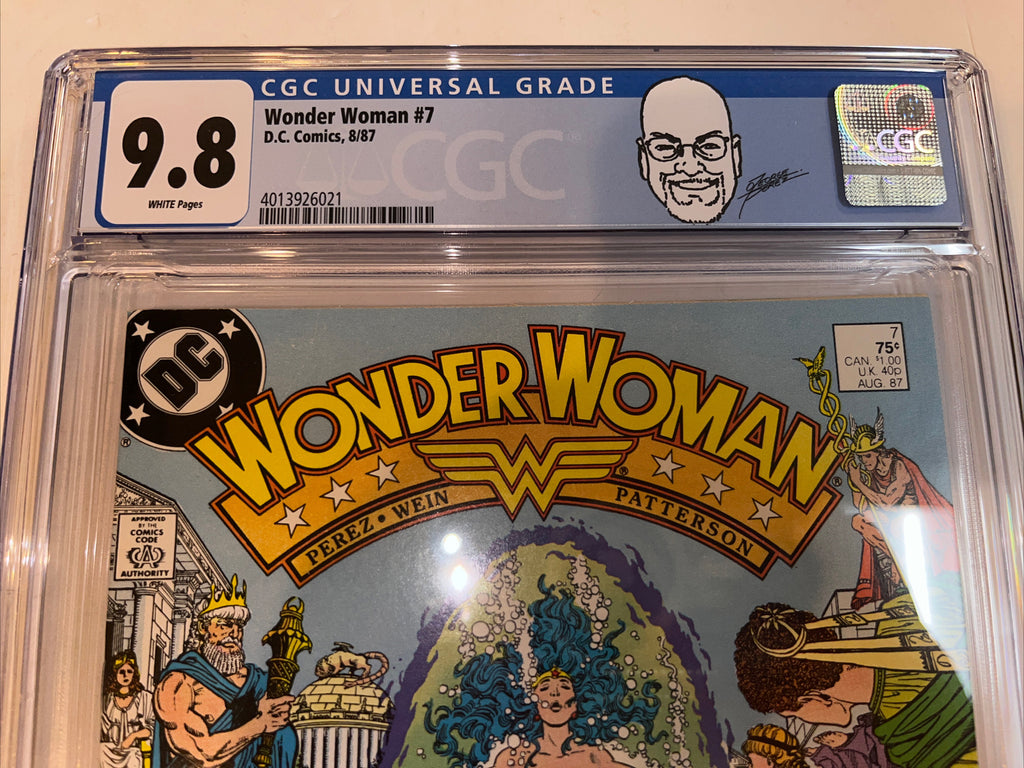 CGC UNIVERSAL GRADE
9.8
WHITE Pages
Wonder Woman #7
D.C. Comics, 8/87
CGC
4013926021
CGC
DC
®
WONDER WOMAN
®
W
®
PEREZ • WEIN PATTERSON
7
75¢
CAN. $1.00
U.K. 40p
AUG. 87
APPROVED
BY THE
COMICS
CODE
A
AUTHORITY